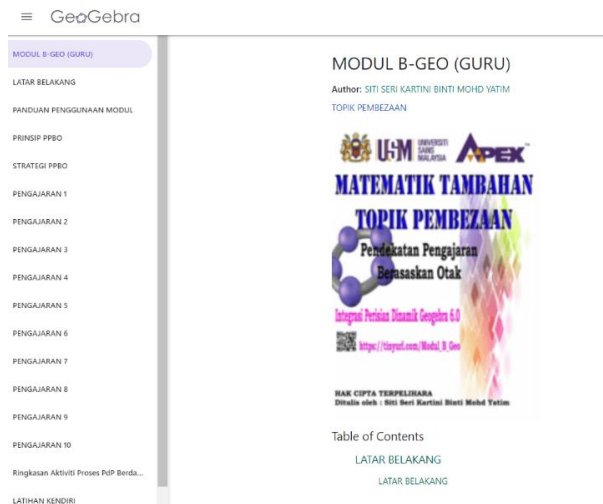 GeoGebra
MODUL B-GEO (GURU)
LATAR BELAKANG
PANDUAN PENGGUNAAN MODUL
PRINSIP PPBO
STRATEGI PPBO
PENGAJARAN 1
PENGAJARAN 2
PENGAJARAN 3
PENGAJARAN 4
PENGAJARAN 5
PENGAJARAN 6
PENGAJARAN 7
PENGAJARAN 8
PENGAJARAN 9
PENGAJARAN 10
Ringkasan Aktiviti Proses PdP Berda...
LATIHAN KENDIRI
MODUL B-GEO (GURU)
Author: SITI SERI KARTINI BINTI MOHD YATIM
TOPIK PEMBEZAAN
USM UNIVERSITI SAINS MALAYSIA APEX™
MATEMATIK TAMBAHAN
TOPIK PEMBEZAAN
Pendekatan Pengajaran
Berasaskan Otak
Integrasi Perisian Dinamik Geogebra 6.0
https://tinyurl.com/Modul_B_Geo
HAK CIPTA TERPELIHARA
Ditulis oleh : Siti Seri Kartini Binti Mohd Yatim
Table of Contents
LATAR BELAKANG
LATAR BELAKANG